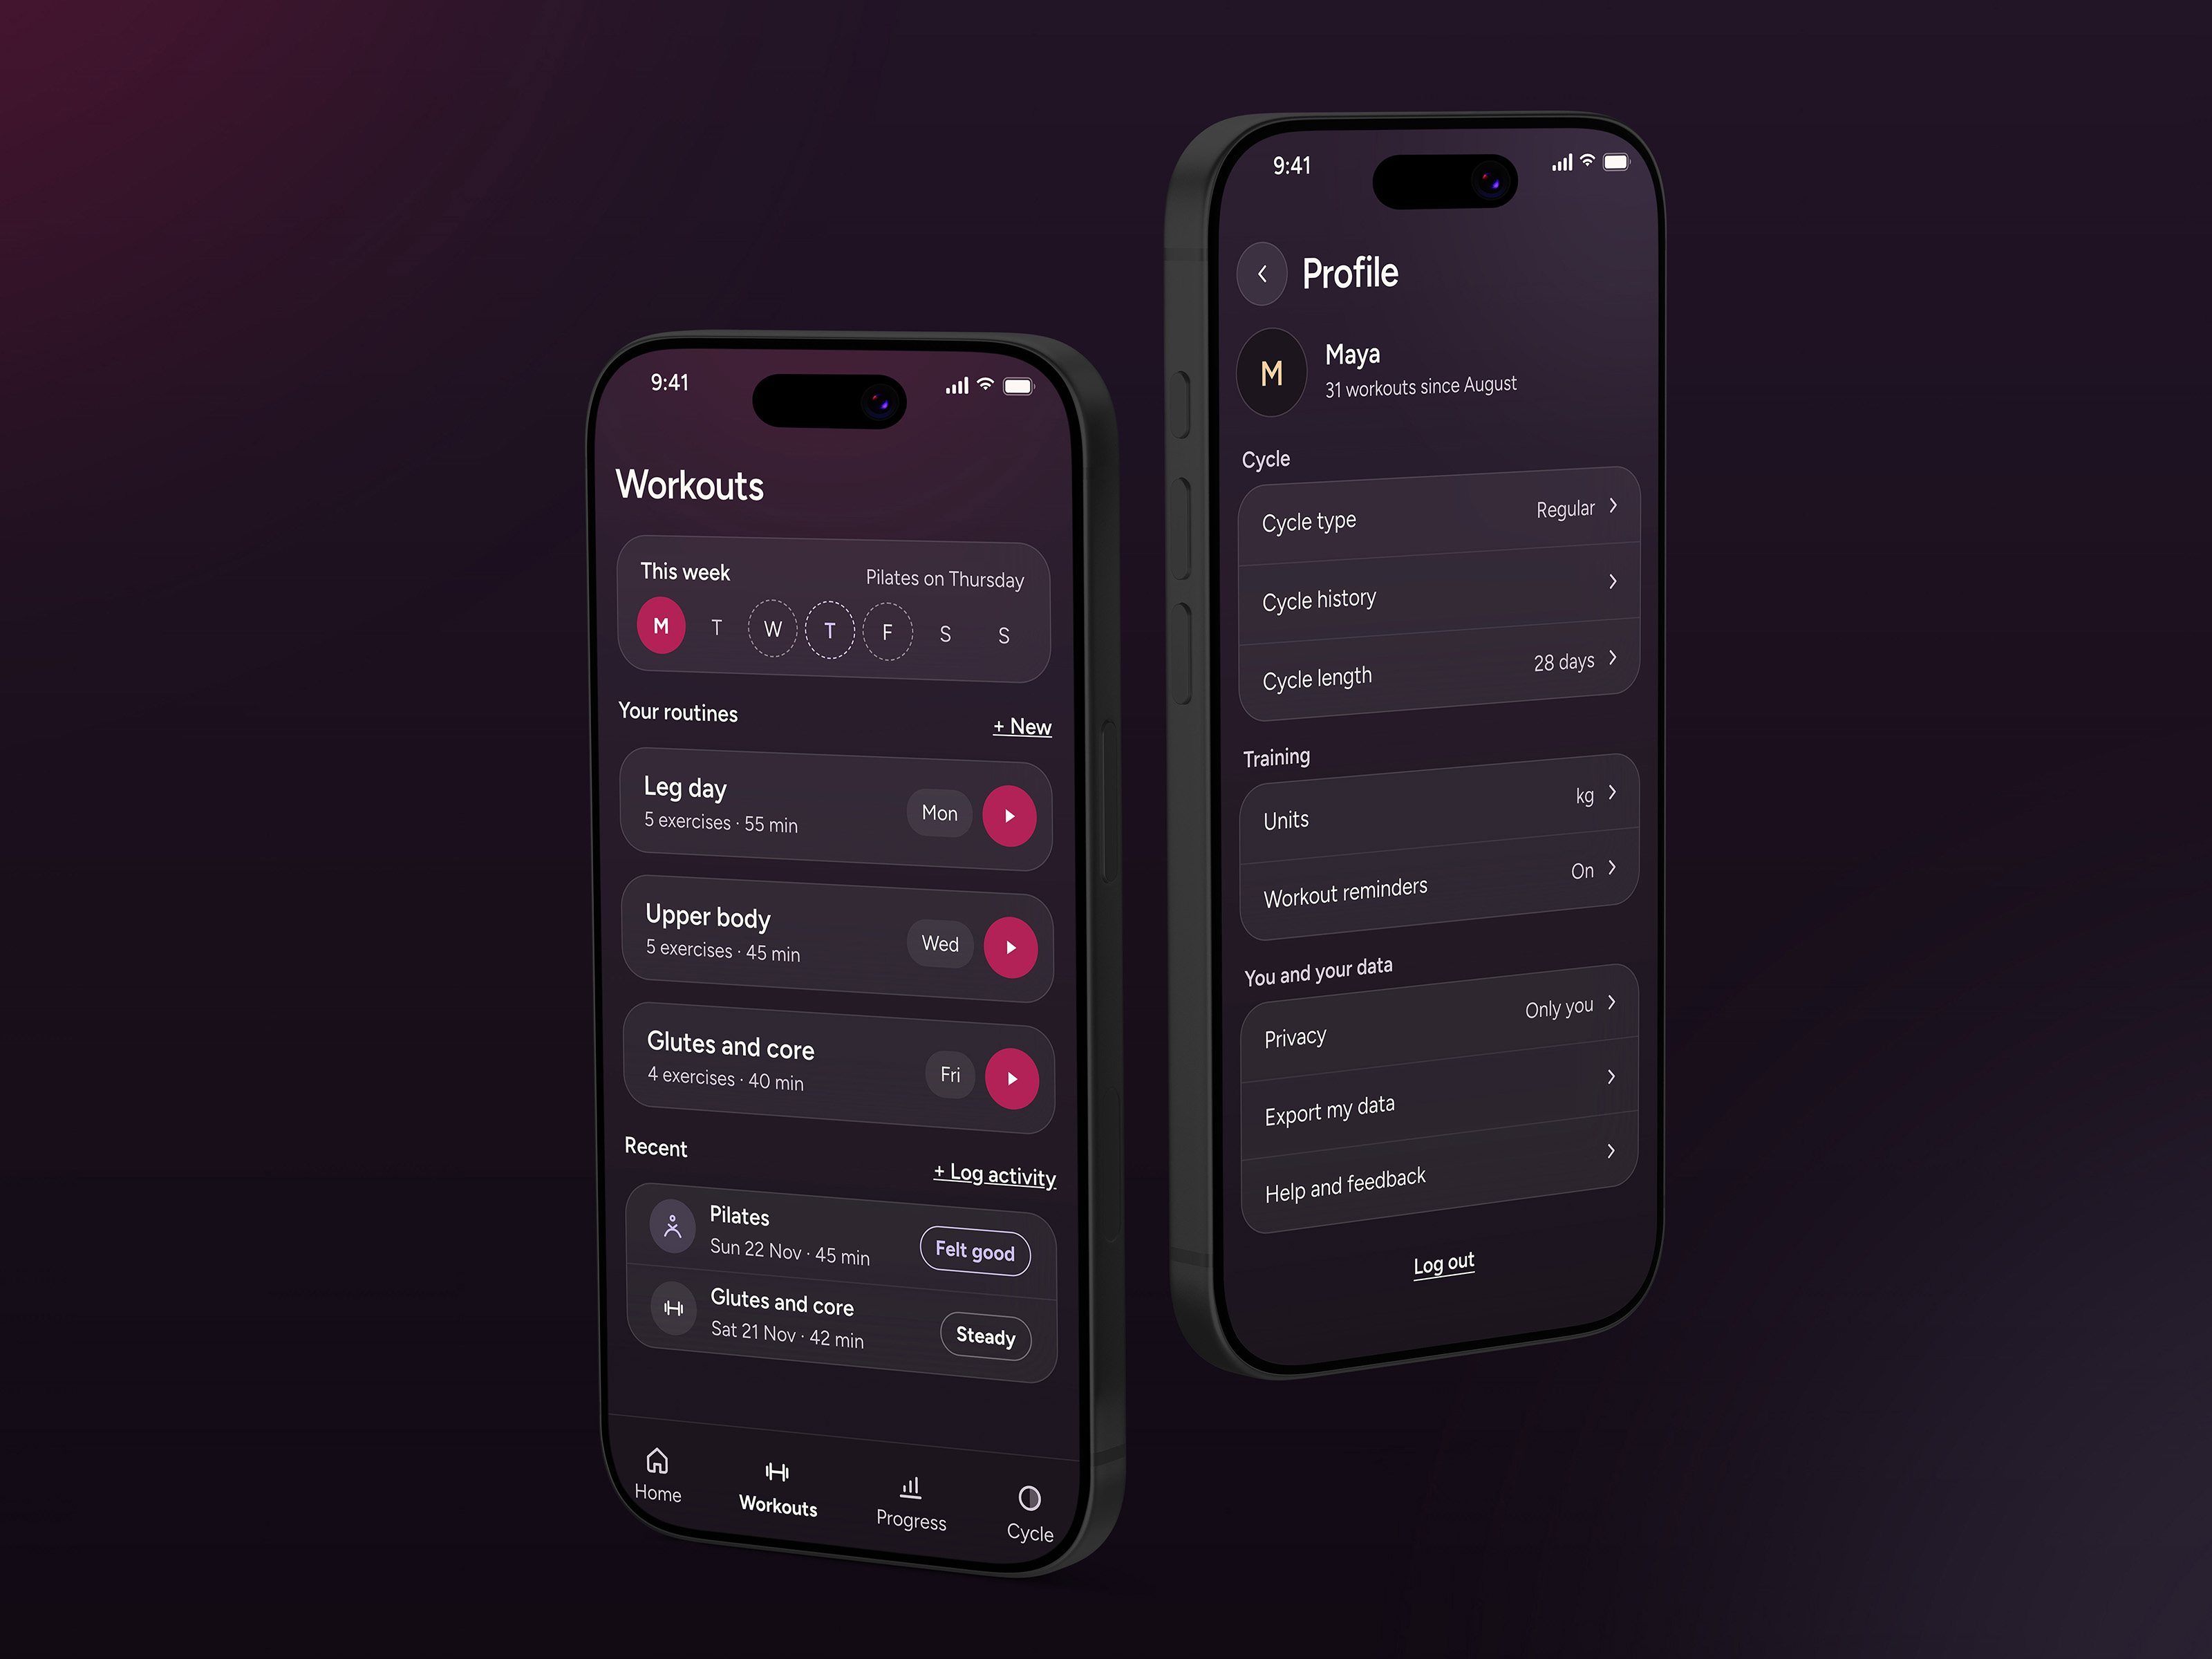 9:41
Workouts
This week
Pilates on Thursday
M T W T F S S
Your routines
+ New
Leg day
5 exercises · 55 min
Mon
Upper body
5 exercises · 45 min
Wed
Glutes and core
4 exercises · 40 min
Fri
Recent
+ Log activity
Pilates
Sun 22 Nov · 45 min
Felt good
Glutes and core
Sat 21 Nov · 42 min
Steady
Home
Workouts
Progress
Cycle
9:41
Profile
M
Maya
31 workouts since August
Cycle
Cycle type
Regular
Cycle history
Cycle length
28 days
Training
Units
kg
Workout reminders
On
You and your data
Privacy
Only you
Export my data
Help and feedback
Log out